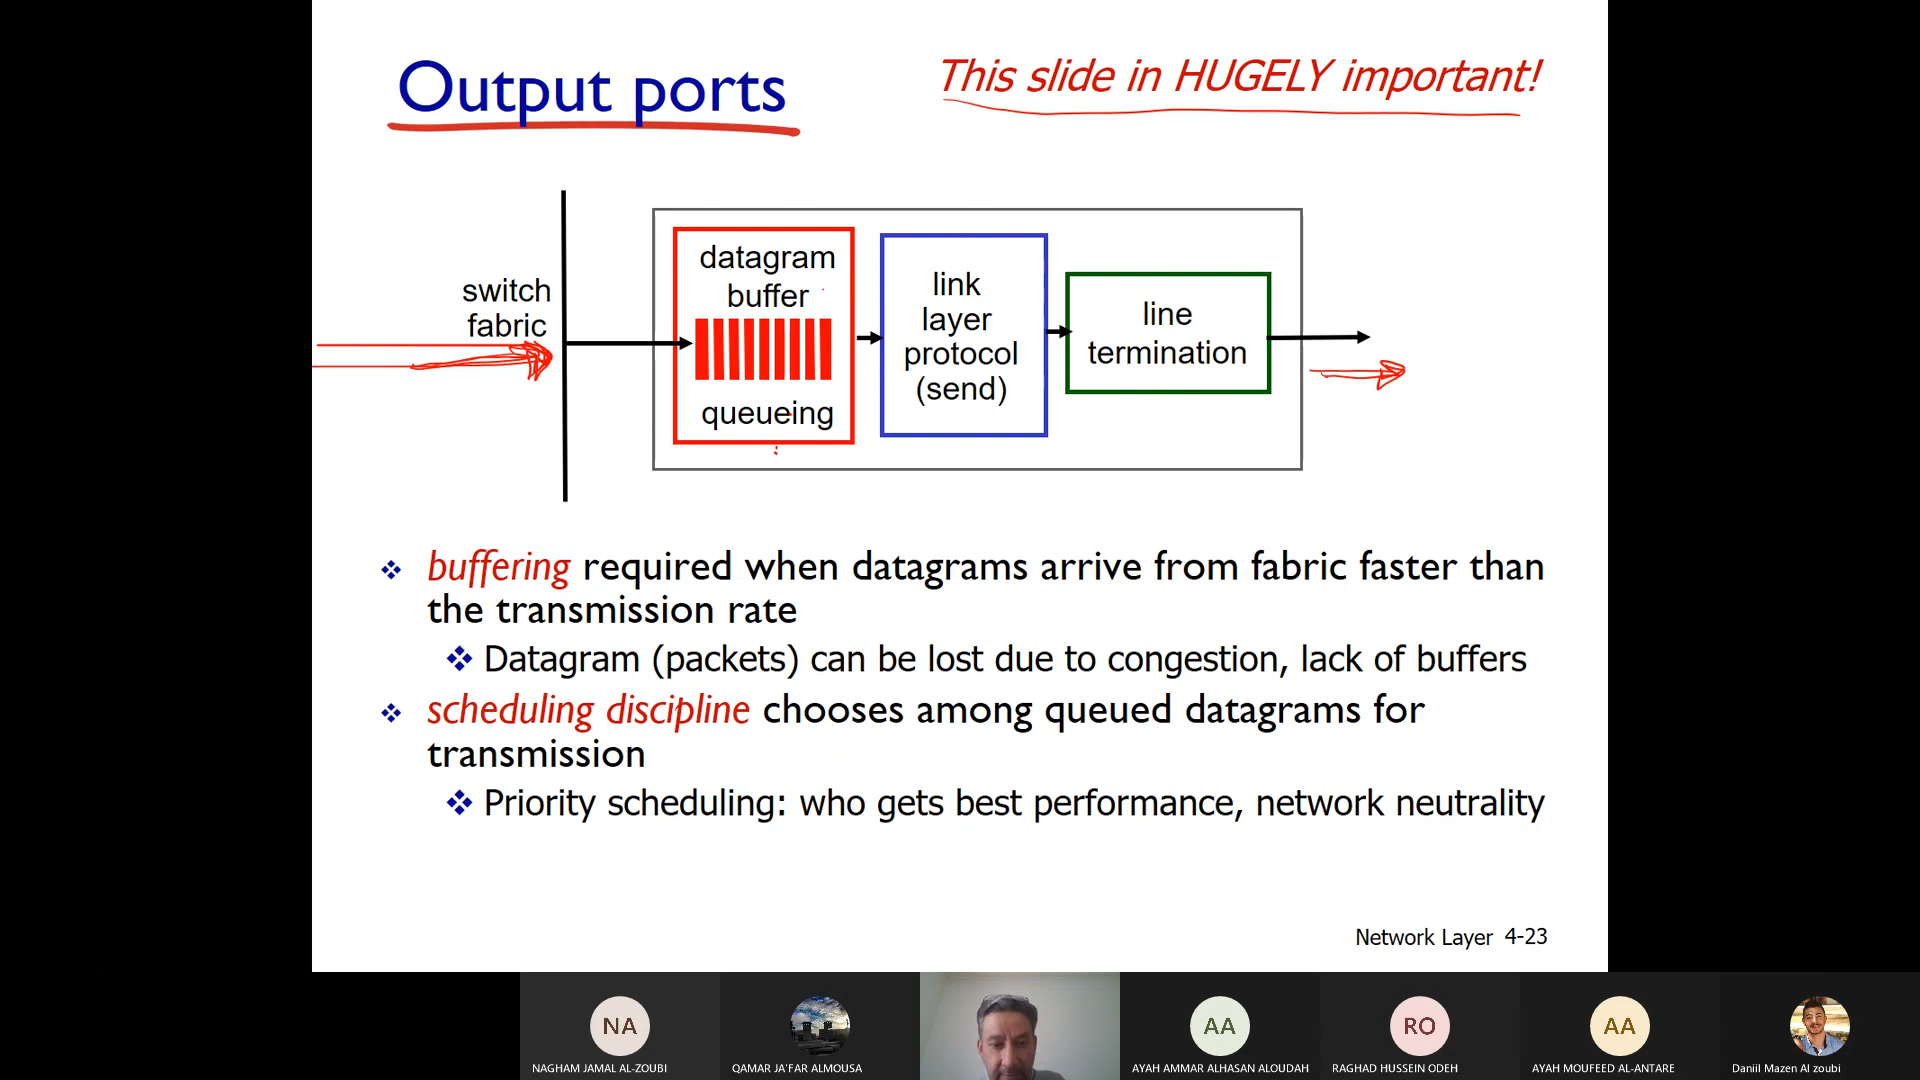 Output ports
This slide in HUGELY important!
switch
fabric
datagram
buffer
queueing
link
layer
protocol
(send)
line
termination
buffering required when datagrams arrive from fabric faster than
the transmission rate
Datagram (packets) can be lost due to congestion, lack of buffers
scheduling discipline chooses among queued datagrams for
transmission
Priority scheduling: who gets best performance, network neutrality
Network Layer 4-23
NA
AA
RO
AA
NAGHAM JAMAL AL-ZOUBI
QAMAR JA'FAR ALMOUSA
AYAH AMMAR ALHASAN ALOUDAH
RAGHAD HUSSEIN ODEH
AYAH MOUFEED AL-ANTARE
Daniil Mazen Al zoubi